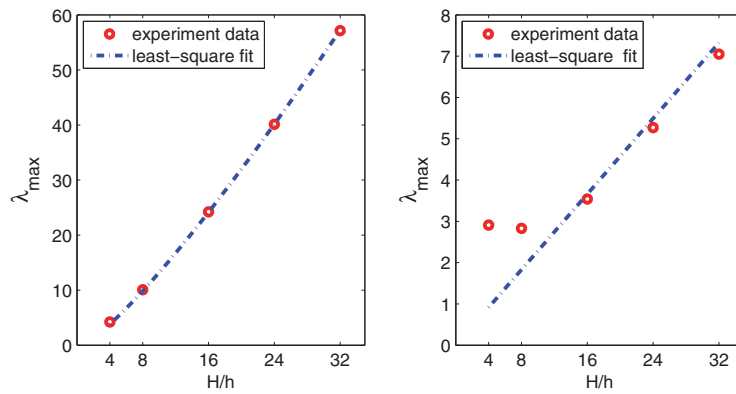 60
50
40
30
20
10
0
λmax
experiment data
least−square fit
4 8 16 24 32
H/h
8
7
6
5
4
3
2
1
0
λmax
experiment data
least−square fit
4 8 16 24 32
H/h